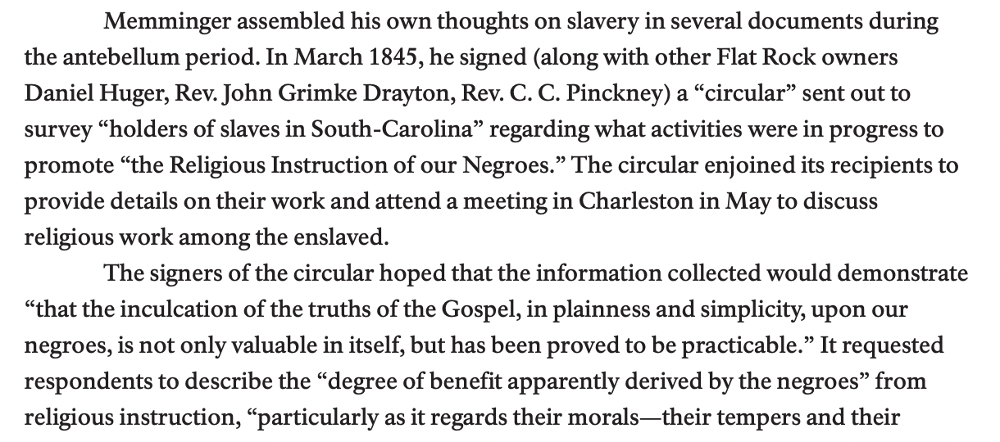 Memminger assembled his own thoughts on slavery in several documents during
the antebellum period. In March 1845, he signed (along with other Flat Rock owners
Daniel Huger, Rev. John Grimke Drayton, Rev. C. C. Pinckney) a “circular” sent out to
survey “holders of slaves in South-Carolina” regarding what activities were in progress to
promote “the Religious Instruction of our Negroes.” The circular enjoined its recipients to
provide details on their work and attend a meeting in Charleston in May to discuss
religious work among the enslaved.
The signers of the circular hoped that the information collected would demonstrate
“that the inculcation of the truths of the Gospel, in plainness and simplicity, upon our
negroes, is not only valuable in itself, but has been proved to be practicable.” It requested
respondents to describe the “degree of benefit apparently derived by the negroes” from
religious instruction, “particularly as it regards their morals—their tempers and their